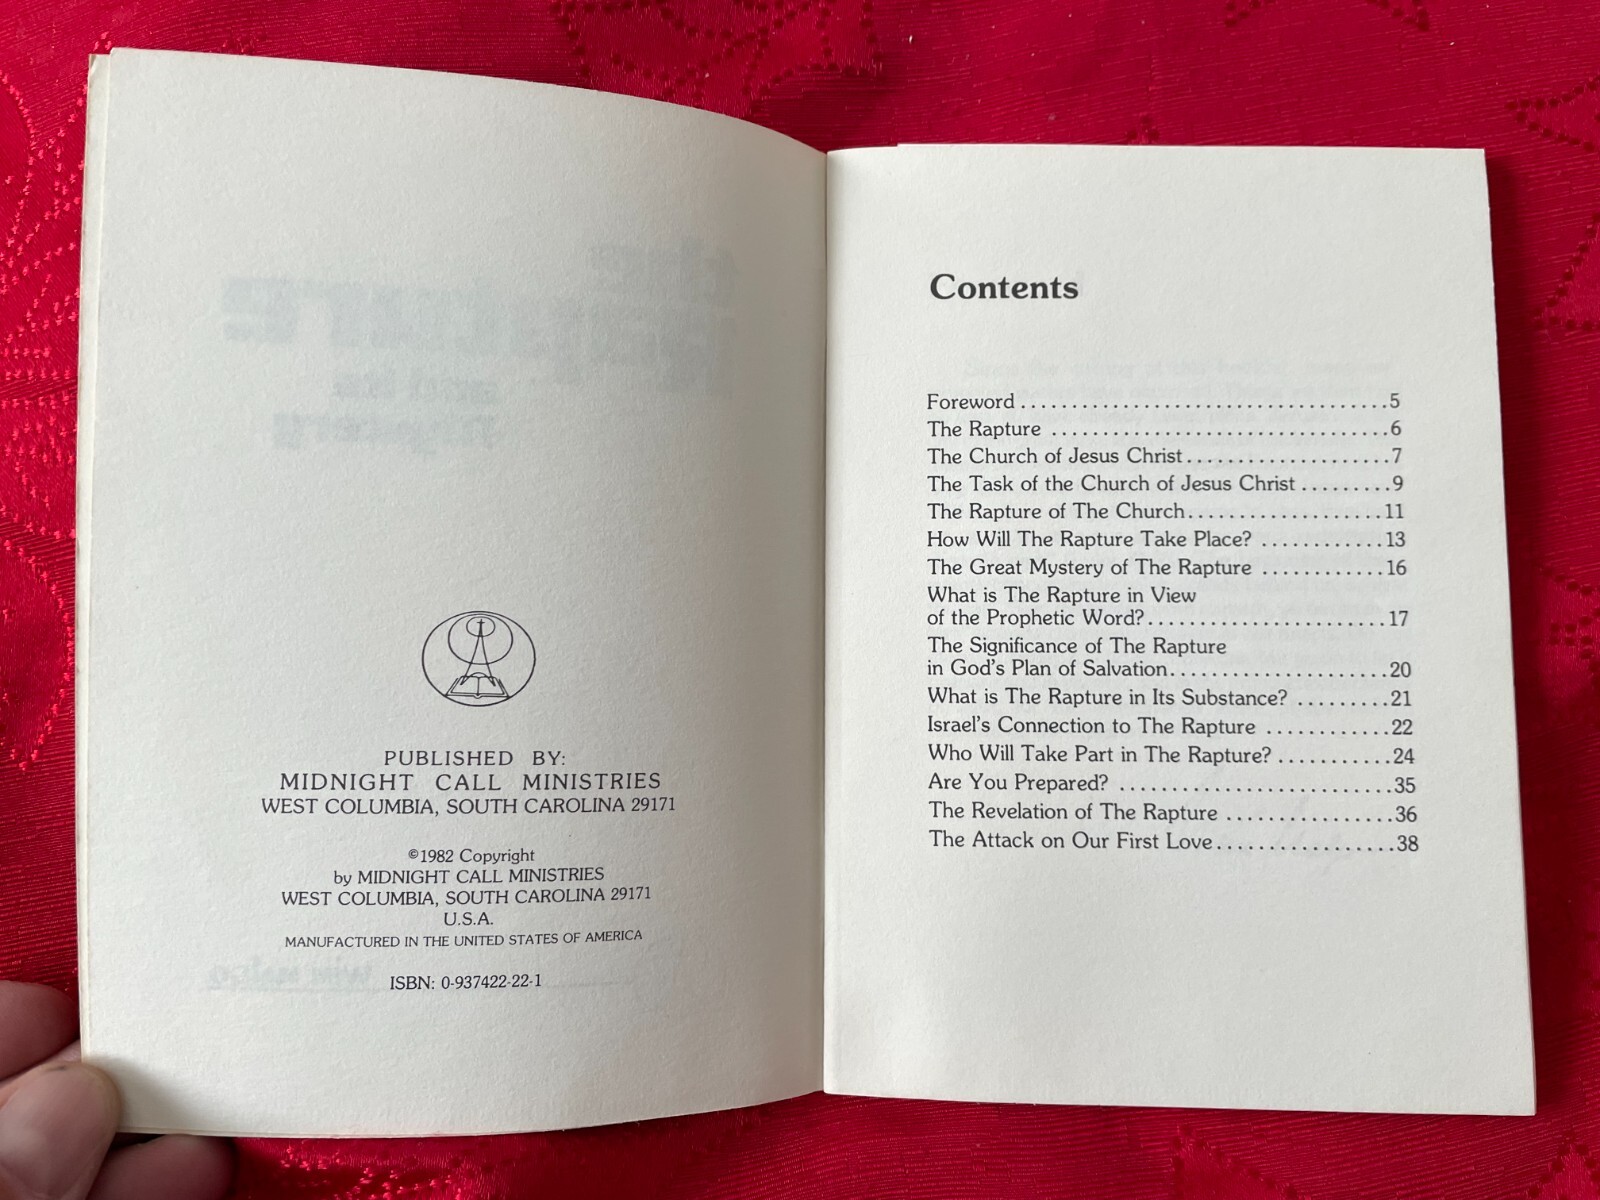 PUBLISHED BY:
MIDNIGHT CALL MINISTRIES
WEST COLUMBIA, SOUTH CAROLINA 29171
©1982 Copyright
by MIDNIGHT CALL MINISTRIES
WEST COLUMBIA, SOUTH CAROLINA 29171
U.S.A.
MANUFACTURED IN THE UNITED STATES OF AMERICA
ISBN: 0-937422-22-1
Contents
Foreword ....................................5
The Rapture .................................6
The Church of Jesus Christ....................7
The Task of the Church of Jesus Christ .........9
The Rapture of The Church...................11
How Will The Rapture Take Place? ............13
The Great Mystery of The Rapture ............16
What is The Rapture in View
of the Prophetic Word?.......................17
The Significance of The Rapture
in God's Plan of Salvation......................20
What is The Rapture in Its Substance? .........21
Israel's Connection to The Rapture ............22
Who Will Take Part in The Rapture? ...........24
Are You Prepared? ..........................35
The Revelation of The Rapture ................36
The Attack on Our First Love..................38